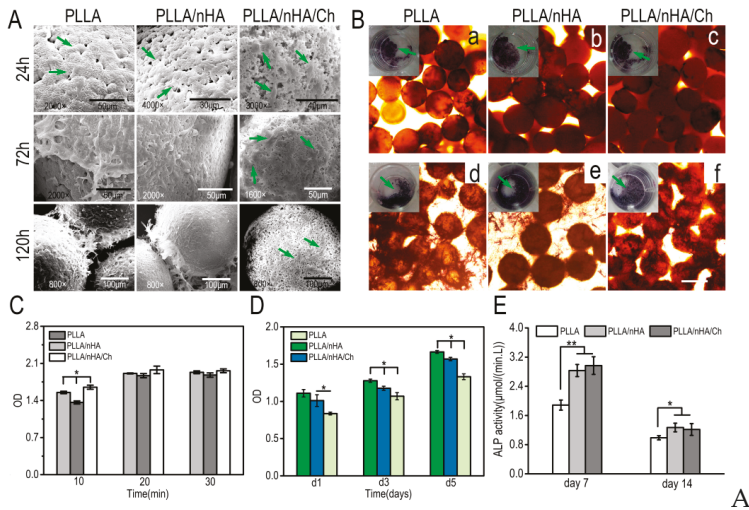 A
PLLA
PLLA/nHA
PLLA/nHA/Ch
24h
2000×
50μm
4000×
30μm
3000×
40μm
72h
2000×
50μm
2000×
50μm
1600×
50μm
120h
800×
100μm
800×
100μm
100μm
B
PLLA
PLLA/nHA
PLLA/nHA/Ch
a
b
c
d
e
f
C
2.8
2.1
1.4
0.7
0.0
OD
PLLA
PLLA/nHA
PLLA/nHA/Ch
*
10
20
30
Time(min)
D
2.0
1.5
1.0
0.5
0.0
OD
PLLA
PLLA/nHA
PLLA/nHA/Ch
*
*
*
d1
d3
d5
Time(days)
E
4.0
3.2
2.4
1.6
0.8
0.0
ALP activity(μmol/(min.L))
PLLA
PLLA/nHA
PLLA/nHA/Ch
**
*
day 7
day 14
A